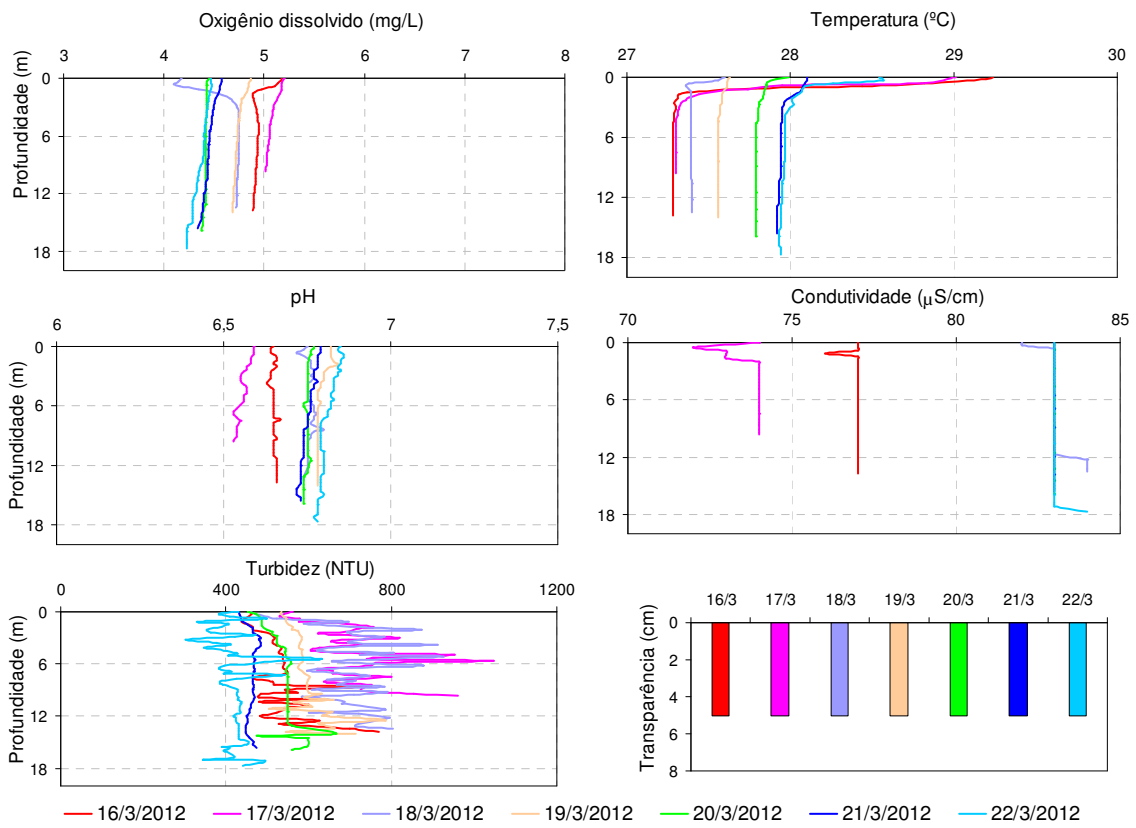 Oxigênio dissolvido (mg/L)
3 4 5 6 7 8
Profundidade (m)
0
6
12
18
Temperatura (ºC)
27 28 29 30
0
6
12
18
pH
6 6,5 7 7,5
Profundidade (m)
0
6
12
18
Condutividade (µS/cm)
70 75 80 85
0
6
12
18
Turbidez (NTU)
0 400 800 1200
Profundidade (m)
0
6
12
18
16/3 17/3 18/3 19/3 20/3 21/3 22/3
Transparência (cm)
0
2
4
6
8
16/3/2012 17/3/2012 18/3/2012 19/3/2012 20/3/2012 21/3/2012 22/3/2012